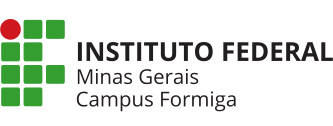 INSTITUTO FEDERAL
Minas Gerais
Campus Formiga